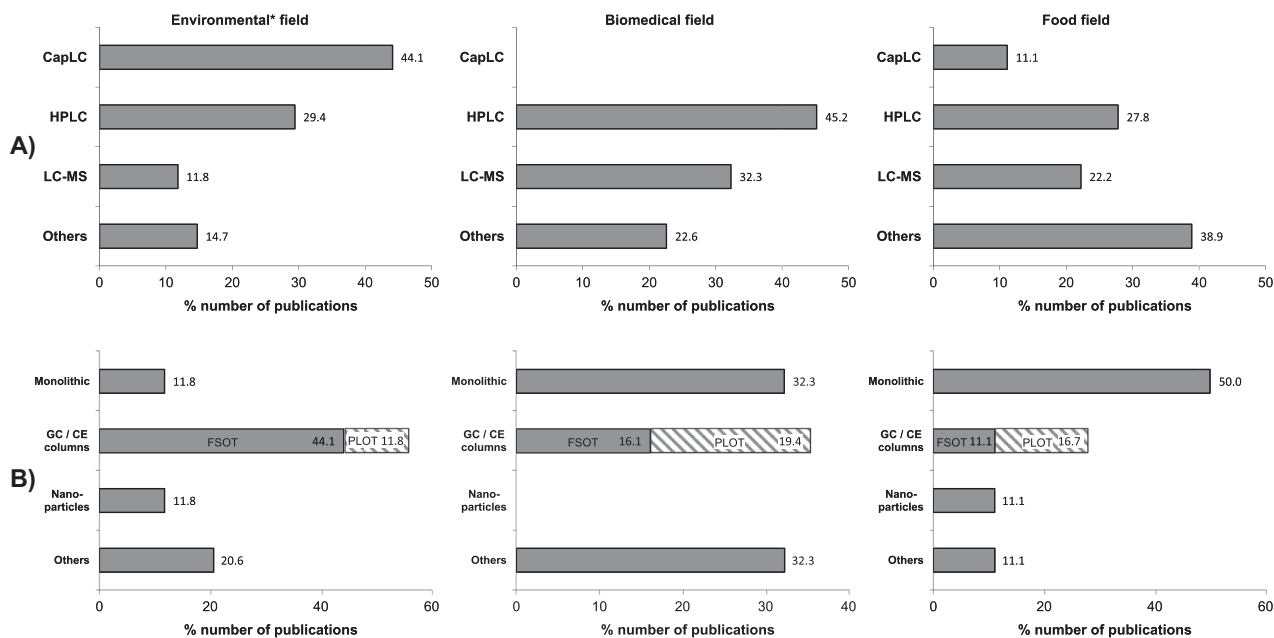 Environmental* field
Biomedical field
Food field
A)
CapLC
44.1
HPLC
29.4
LC-MS
11.8
Others
14.7
0 10 20 30 40 50
% number of publications
CapLC
HPLC
45.2
LC-MS
32.3
Others
22.6
0 10 20 30 40 50
% number of publications
CapLC
11.1
HPLC
27.8
LC-MS
22.2
Others
38.9
0 10 20 30 40 50
% number of publications
B)
Monolithic
11.8
GC / CE
columns
FSOT 44.1 PLOT 11.8
Nano-
particles
11.8
Others
20.6
0 20 40 60
% number of publications
Monolithic
32.3
GC / CE
columns
FSOT 16.1 PLOT 19.4
Nano-
particles
Others
32.3
0 10 20 30 40
% number of publications
Monolithic
50.0
GC / CE
columns
FSOT 11.1 PLOT 16.7
Nano-
particles
11.1
Others
11.1
0 20 40 60
% number of publications